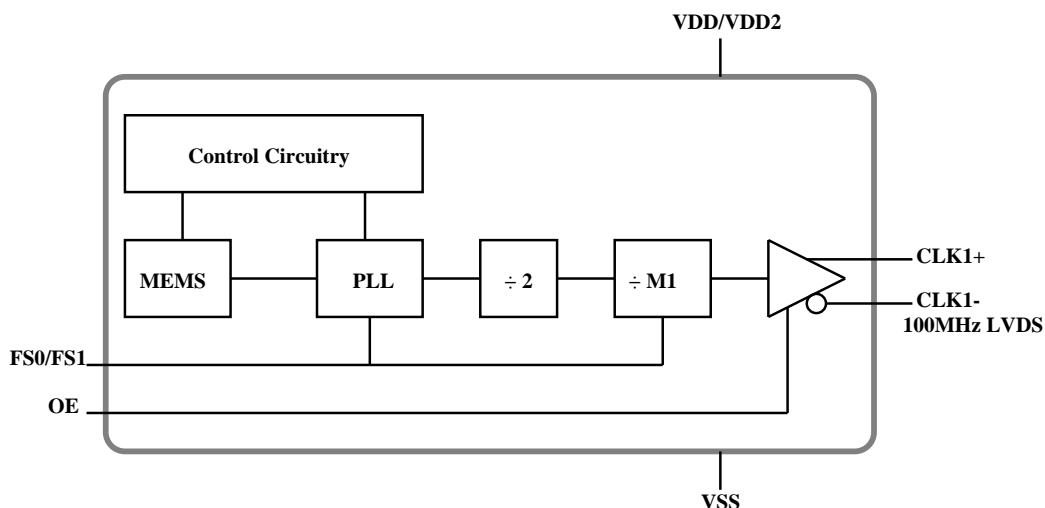 VDD/VDD2
Control Circuitry
MEMS
PLL
÷ 2
÷ M1
CLK1+
CLK1-
100MHz LVDS
FS0/FS1
OE
VSS